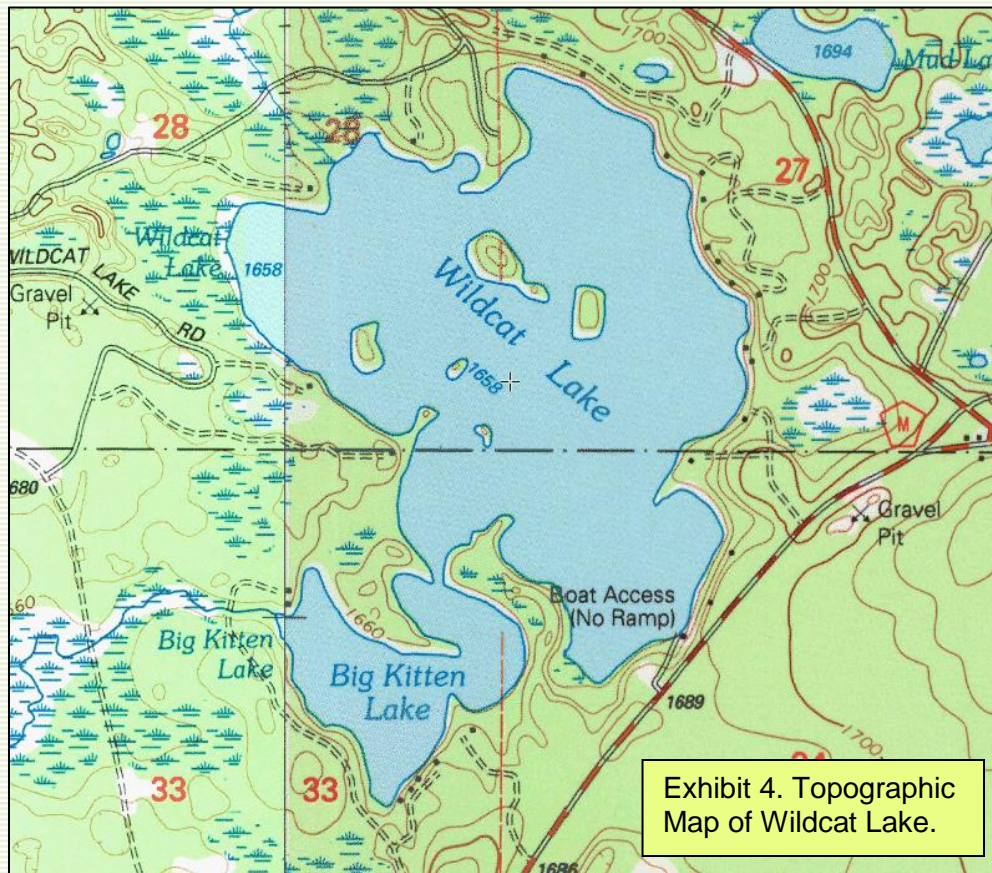 1700
1694
Mud La
28
28
27
Wildcat
Lake
1658
WILDCAT
LAKE
RD
Gravel
Pit
Wildcat
Lake
1658
1700
M
680
Gravel
Pit
Boat Access
(No Ramp)
60
1660
Big Kitten
Lake
Big Kitten
Lake
1689
1700
33
33
1686
Exhibit 4. Topographic
Map of Wildcat Lake.